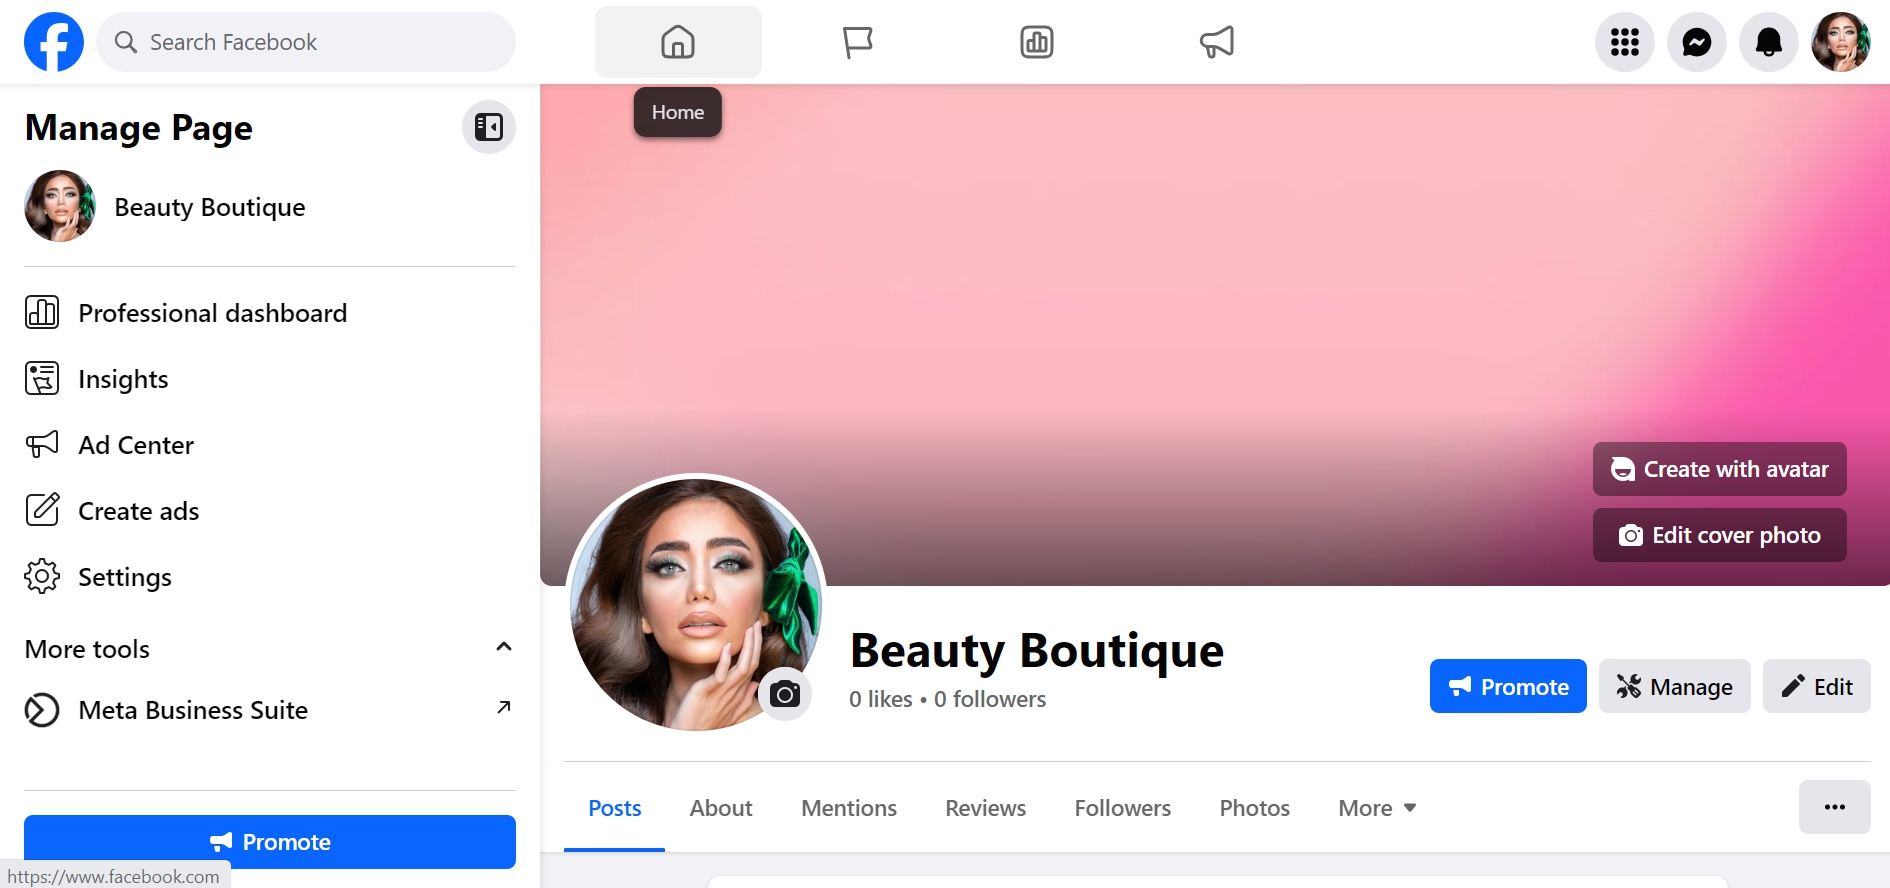 Search Facebook
Home
Manage Page
Beauty Boutique
Professional dashboard
Insights
Ad Center
Create ads
Settings
More tools
Meta Business Suite
Promote
https://www.facebook.com
Create with avatar
Edit cover photo
Beauty Boutique
0 likes • 0 followers
Promote
Manage
Edit
Posts
About
Mentions
Reviews
Followers
Photos
More